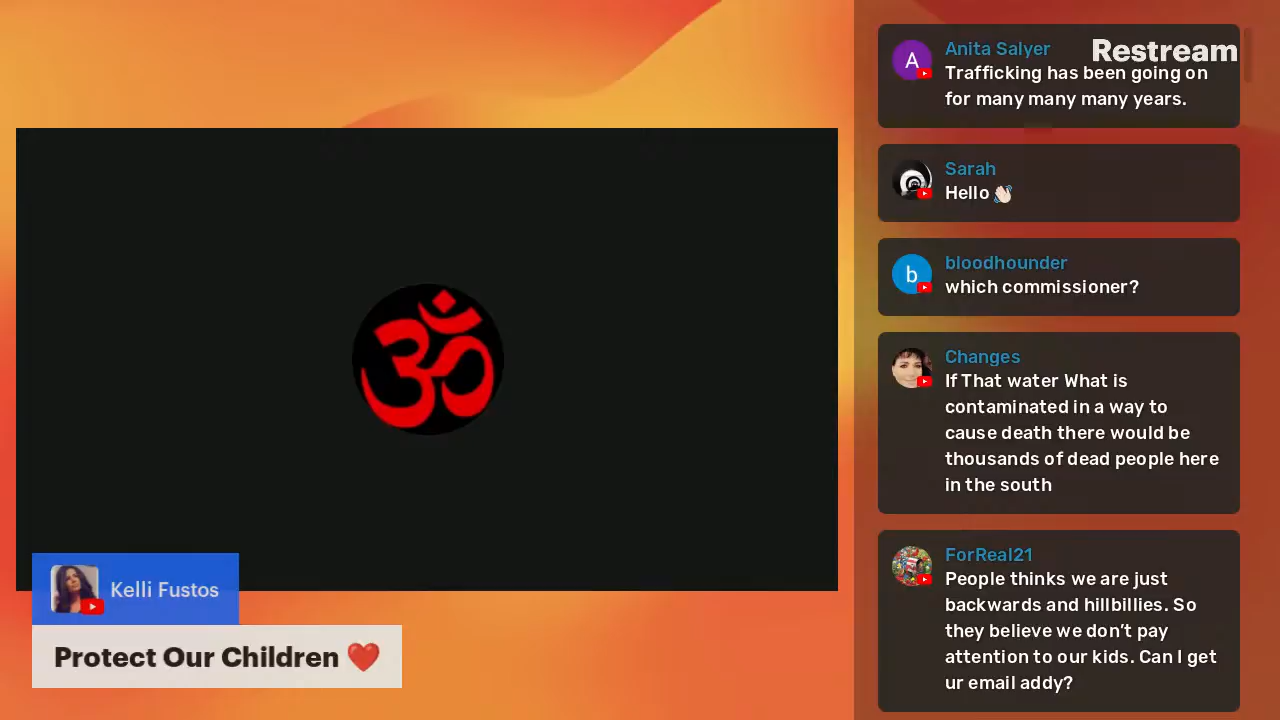 Restream
Anita Salyer
Trafficking has been going on
for many many many years.
Sarah
Hello 👋🏻
bloodhounder
which commissioner?
Changes
If That water What is
contaminated in a way to
cause death there would be
thousands of dead people here
in the south
ForReal21
People thinks we are just
backwards and hillbillies. So
they believe we don’t pay
attention to our kids. Can I get
ur email addy?
ॐ
Kelli Fustos
Protect Our Children ❤️
A
b